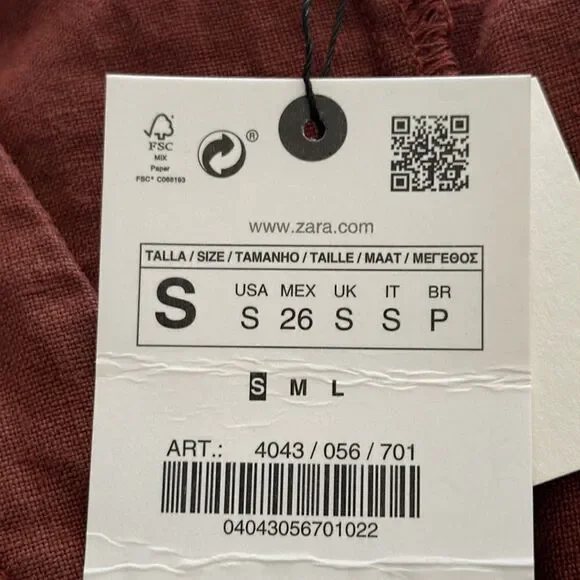 FSC
MIX
Paper
FSC® C068193
®
www.zara.com
TALLA / SIZE / TAMANHO / TAILLE / MAAT / ΜΕΓΕΘΟΣ
S
USA MEX UK IT BR
S 26 S S P
S M L
ART.: 4043 / 056 / 701
04043056701022